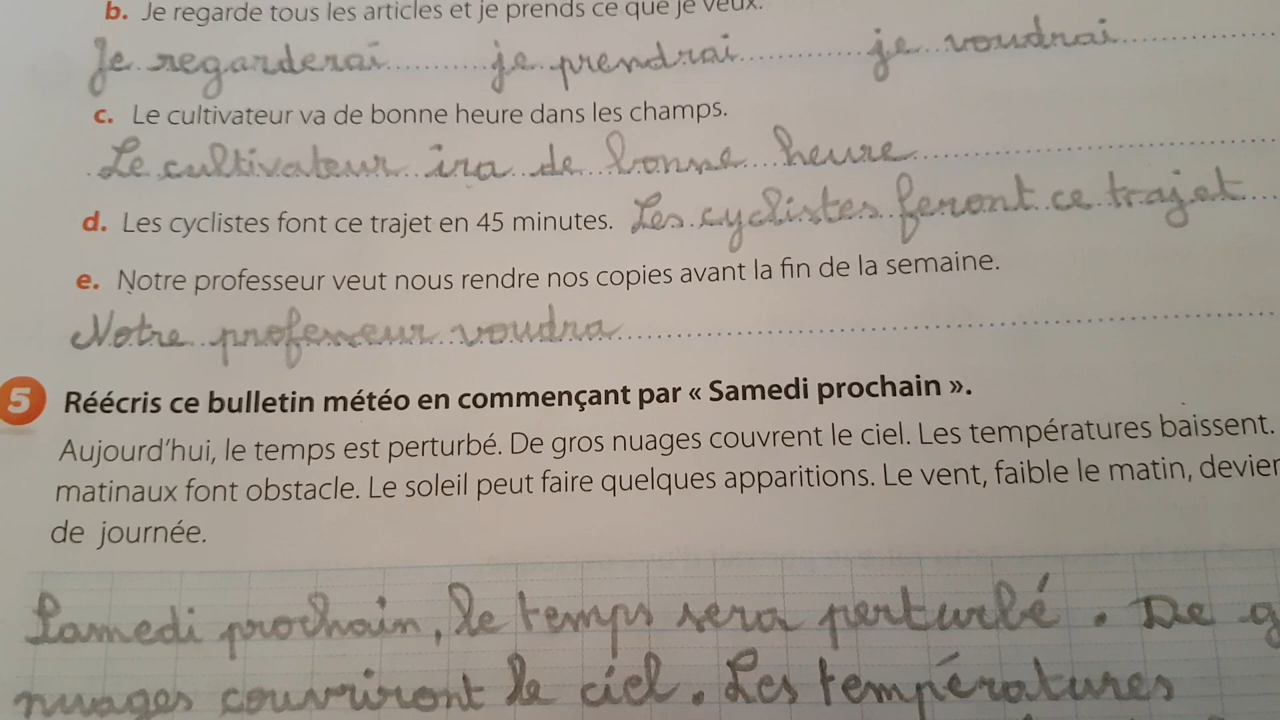 b. Je regarde tous les articles et je prends ce que je veux.
Je regarderai je prendrai je voudrai
c. Le cultivateur va de bonne heure dans les champs.
Le cultivateur ira de bonne heure
d. Les cyclistes font ce trajet en 45 minutes. Les cyclistes feront ce trajet
e. Notre professeur veut nous rendre nos copies avant la fin de la semaine.
Notre professeur voudra
5 Réécris ce bulletin météo en commençant par « Samedi prochain ».
Aujourd'hui, le temps est perturbé. De gros nuages couvrent le ciel. Les températures baissent.
matinaux font obstacle. Le soleil peut faire quelques apparitions. Le vent, faible le matin, devien
de journée.
Samedi prochain, le temps sera perturbé. De g
nuages couvriront le ciel. Les températures